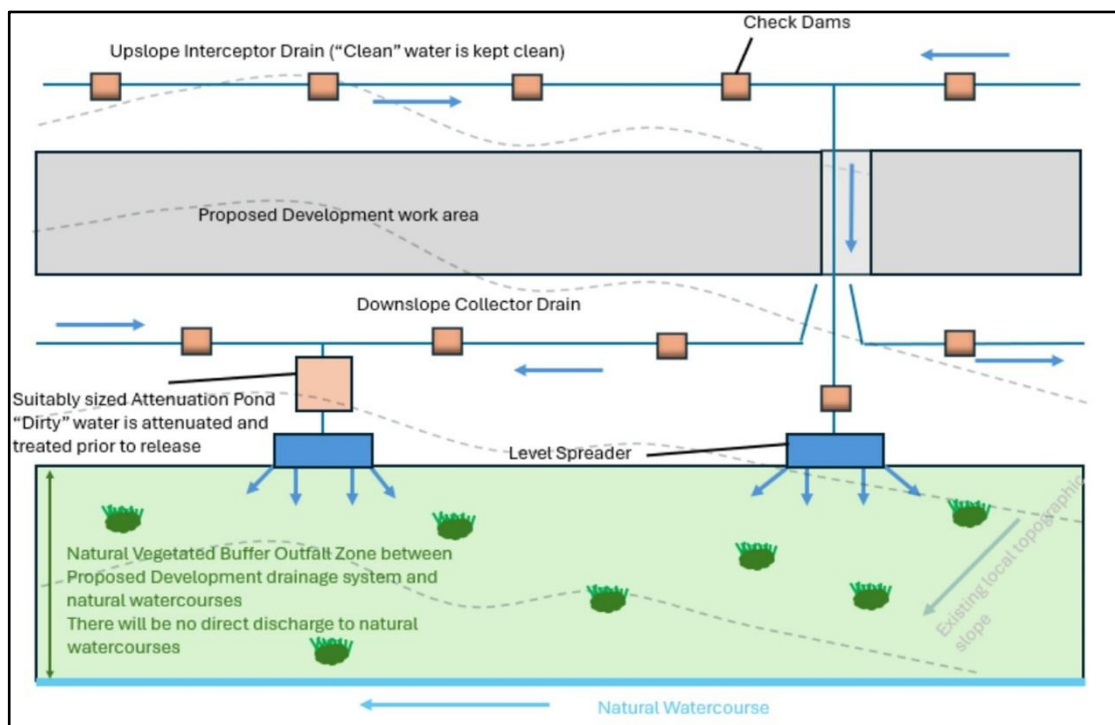 Check Dams
Upslope Interceptor Drain (“Clean” water is kept clean)
Proposed Development work area
Downslope Collector Drain
Suitably sized Attenuation Pond
“Dirty” water is attenuated and
treated prior to release
Level Spreader
Natural Vegetated Buffer Outfall Zone between
Proposed Development drainage system and
natural watercourses
There will be no direct discharge to natural
watercourses
Existing local topographic
slope
Natural Watercourse